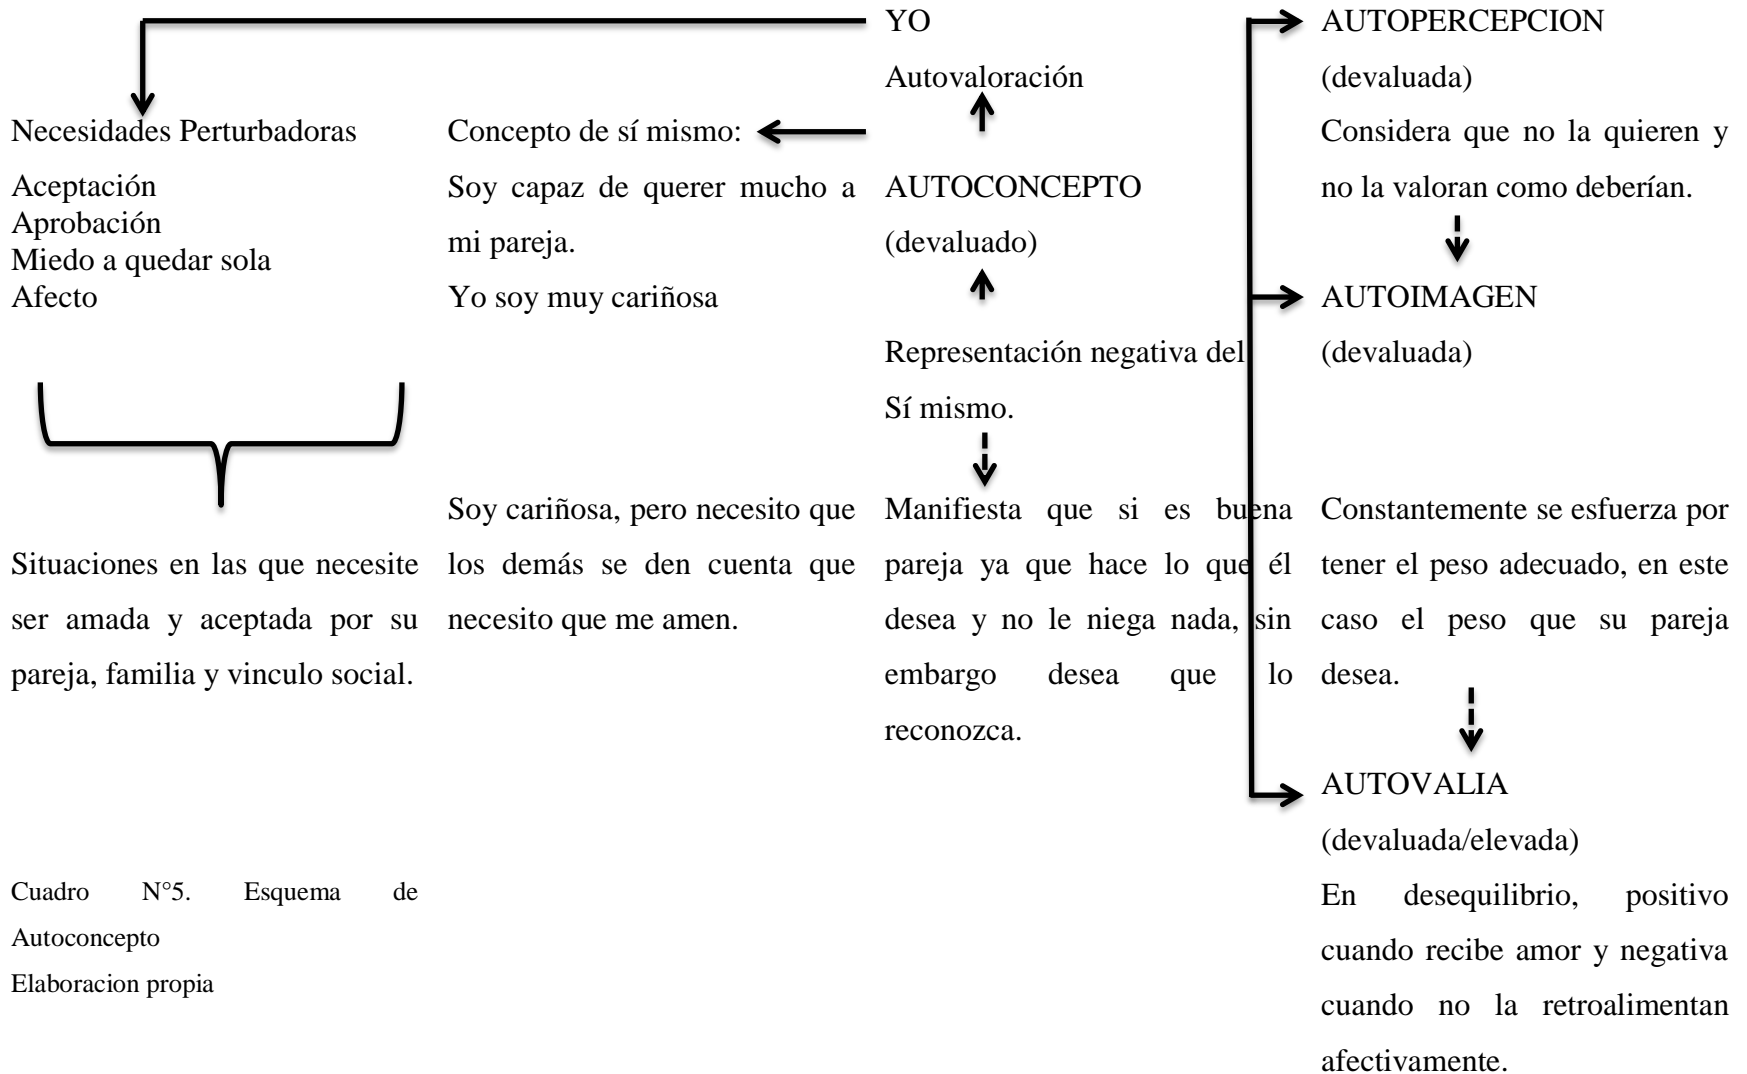 YO
Autovaloración
Necesidades Perturbadoras
Aceptación
Aprobación
Miedo a quedar sola
Afecto
Situaciones en las que necesite
ser amada y aceptada por su
pareja, familia y vinculo social.
Concepto de sí mismo:
Soy capaz de querer mucho a
mi pareja.
Yo soy muy cariñosa
Soy cariñosa, pero necesito que
los demás se den cuenta que
necesito que me amen.
AUTOCONCEPTO
(devaluado)
Representación negativa del
Sí mismo.
Manifiesta que si es buena
pareja ya que hace lo que él
desea y no le niega nada, sin
embargo desea que lo
reconozca.
AUTOPERCEPCION
(devaluada)
Considera que no la quieren y
no la valoran como deberían.
AUTOIMAGEN
(devaluada)
Constantemente se esfuerza por
tener el peso adecuado, en este
caso el peso que su pareja
desea.
AUTOVALIA
(devaluada/elevada)
En desequilibrio, positivo
cuando recibe amor y negativa
cuando no la retroalimentan
afectivamente.
Cuadro N°5. Esquema de
Autoconcepto
Elaboracion propia